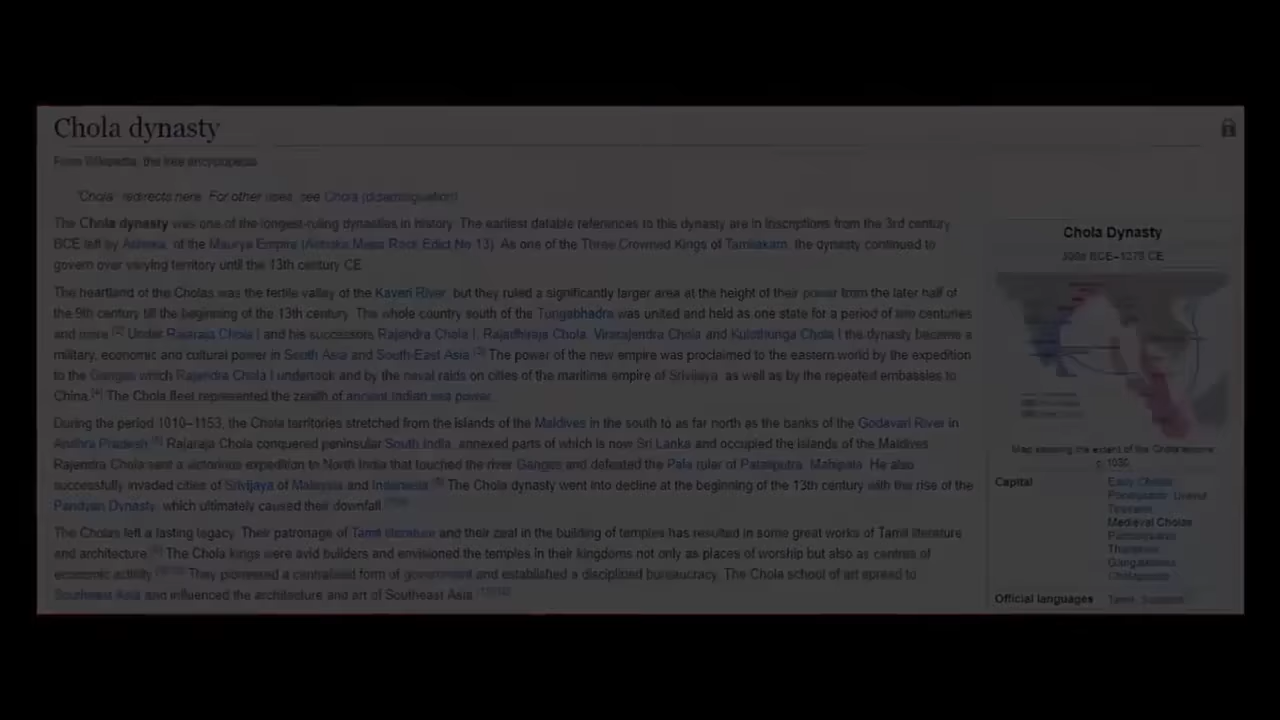 Chola dynasty
From Wikipedia, the free encyclopedia
"Chola" redirects here. For other uses, see Chola (disambiguation)
The Chola dynasty was one of the longest-ruling dynasties in history. The earliest datable references to this dynasty are in inscriptions from the 3rd century
BCE left by Ashoka, of the Maurya Empire (Ashoka Major Rock Edict No 13). As one of the Three Crowned Kings of Tamilakam, the dynasty continued to
govern over varying territory until the 13th century CE.
The heartland of the Cholas was the fertile valley of the Kaveri River, but they ruled a significantly larger area at the height of their power from the later half of
the 9th century till the beginning of the 13th century. The whole country south of the Tungabhadra was united and held as one state for a period of two centuries
and more.[2] Under Rajaraja Chola I and his successors Rajendra Chola I, Rajadhiraja Chola, Virarajendra Chola and Kulothunga Chola I the dynasty became a
military, economic and cultural power in South Asia and South-East Asia.[3] The power of the new empire was proclaimed to the eastern world by the expedition
to the Ganges which Rajendra Chola I undertook and by the naval raids on cities of the maritime empire of Srivijaya, as well as by the repeated embassies to
China.[4] The Chola fleet represented the zenith of ancient Indian sea power.
During the period 1010–1153, the Chola territories stretched from the islands of the Maldives in the south to as far north as the banks of the Godavari River in
Andhra Pradesh.[5] Rajaraja Chola conquered peninsular South India, annexed parts of which is now Sri Lanka and occupied the islands of the Maldives.
Rajendra Chola sent a victorious expedition to North India that touched the river Ganges and defeated the Pala ruler of Pataliputra, Mahipala. He also
successfully invaded cities of Srivijaya of Malaysia and Indonesia.[6] The Chola dynasty went into decline at the beginning of the 13th century with the rise of the
Pandyan Dynasty, which ultimately caused their downfall.
The Cholas left a lasting legacy. Their patronage of Tamil literature and their zeal in the building of temples has resulted in some great works of Tamil literature
and architecture. The Chola kings were avid builders and envisioned the temples in their kingdoms not only as places of worship but also as centres of
economic activity. They pioneered a centralised form of government and established a disciplined bureaucracy. The Chola school of art spread to
Southeast Asia and influenced the architecture and art of Southeast Asia.
Chola Dynasty
300s BCE–1279 CE
Map showing the extent of the Chola empire
c. 1030
Capital
Early Cholas
Medieval Cholas
Official languages